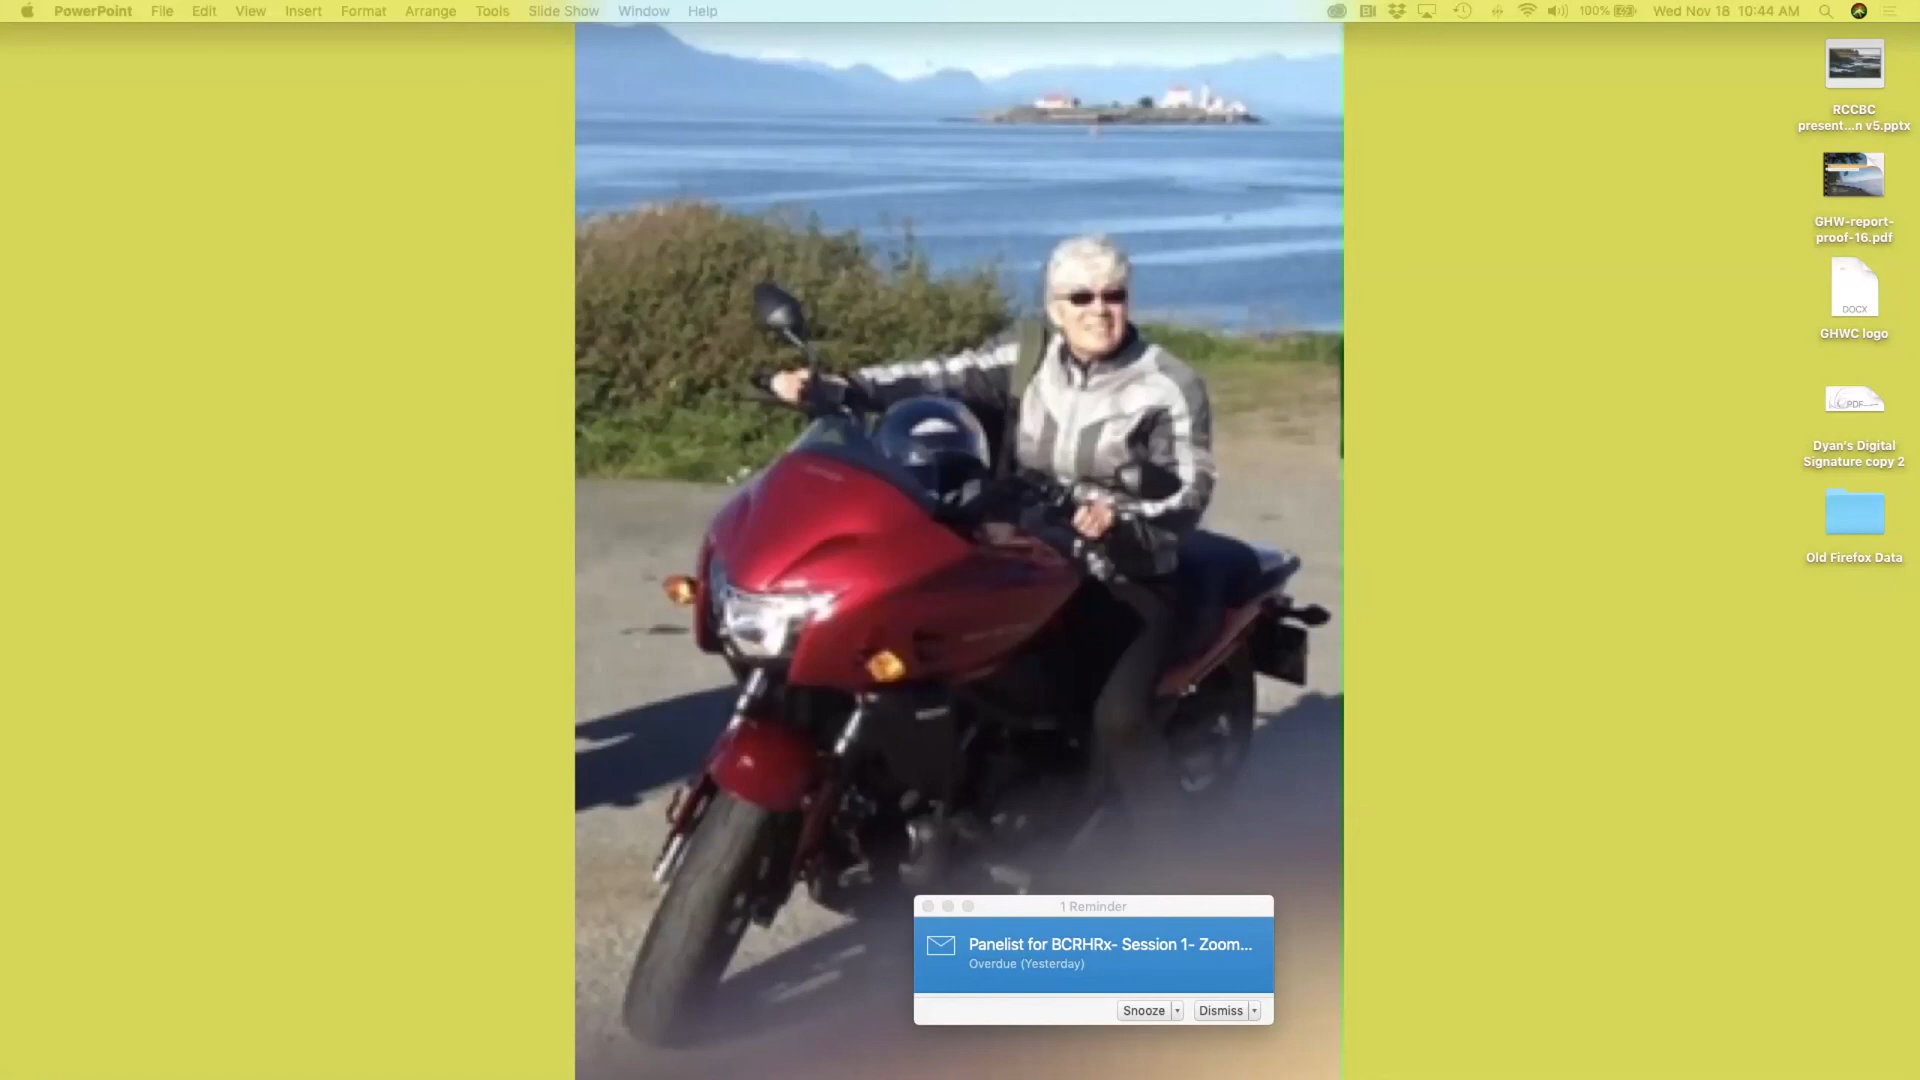 PowerPoint File Edit View Insert Format Arrange Tools Slide Show Window Help 100% Wed Nov 18 10:44 AM
RCCBC
present...n v5.pptx
GHW-report-
proof-16.pdf
DOCX
GHWC logo
PDF
Dyan's Digital
Signature copy 2
Old Firefox Data
1 Reminder
Panelist for BCRHRx- Session 1- Zoom...
Overdue (Yesterday)
Snooze Dismiss